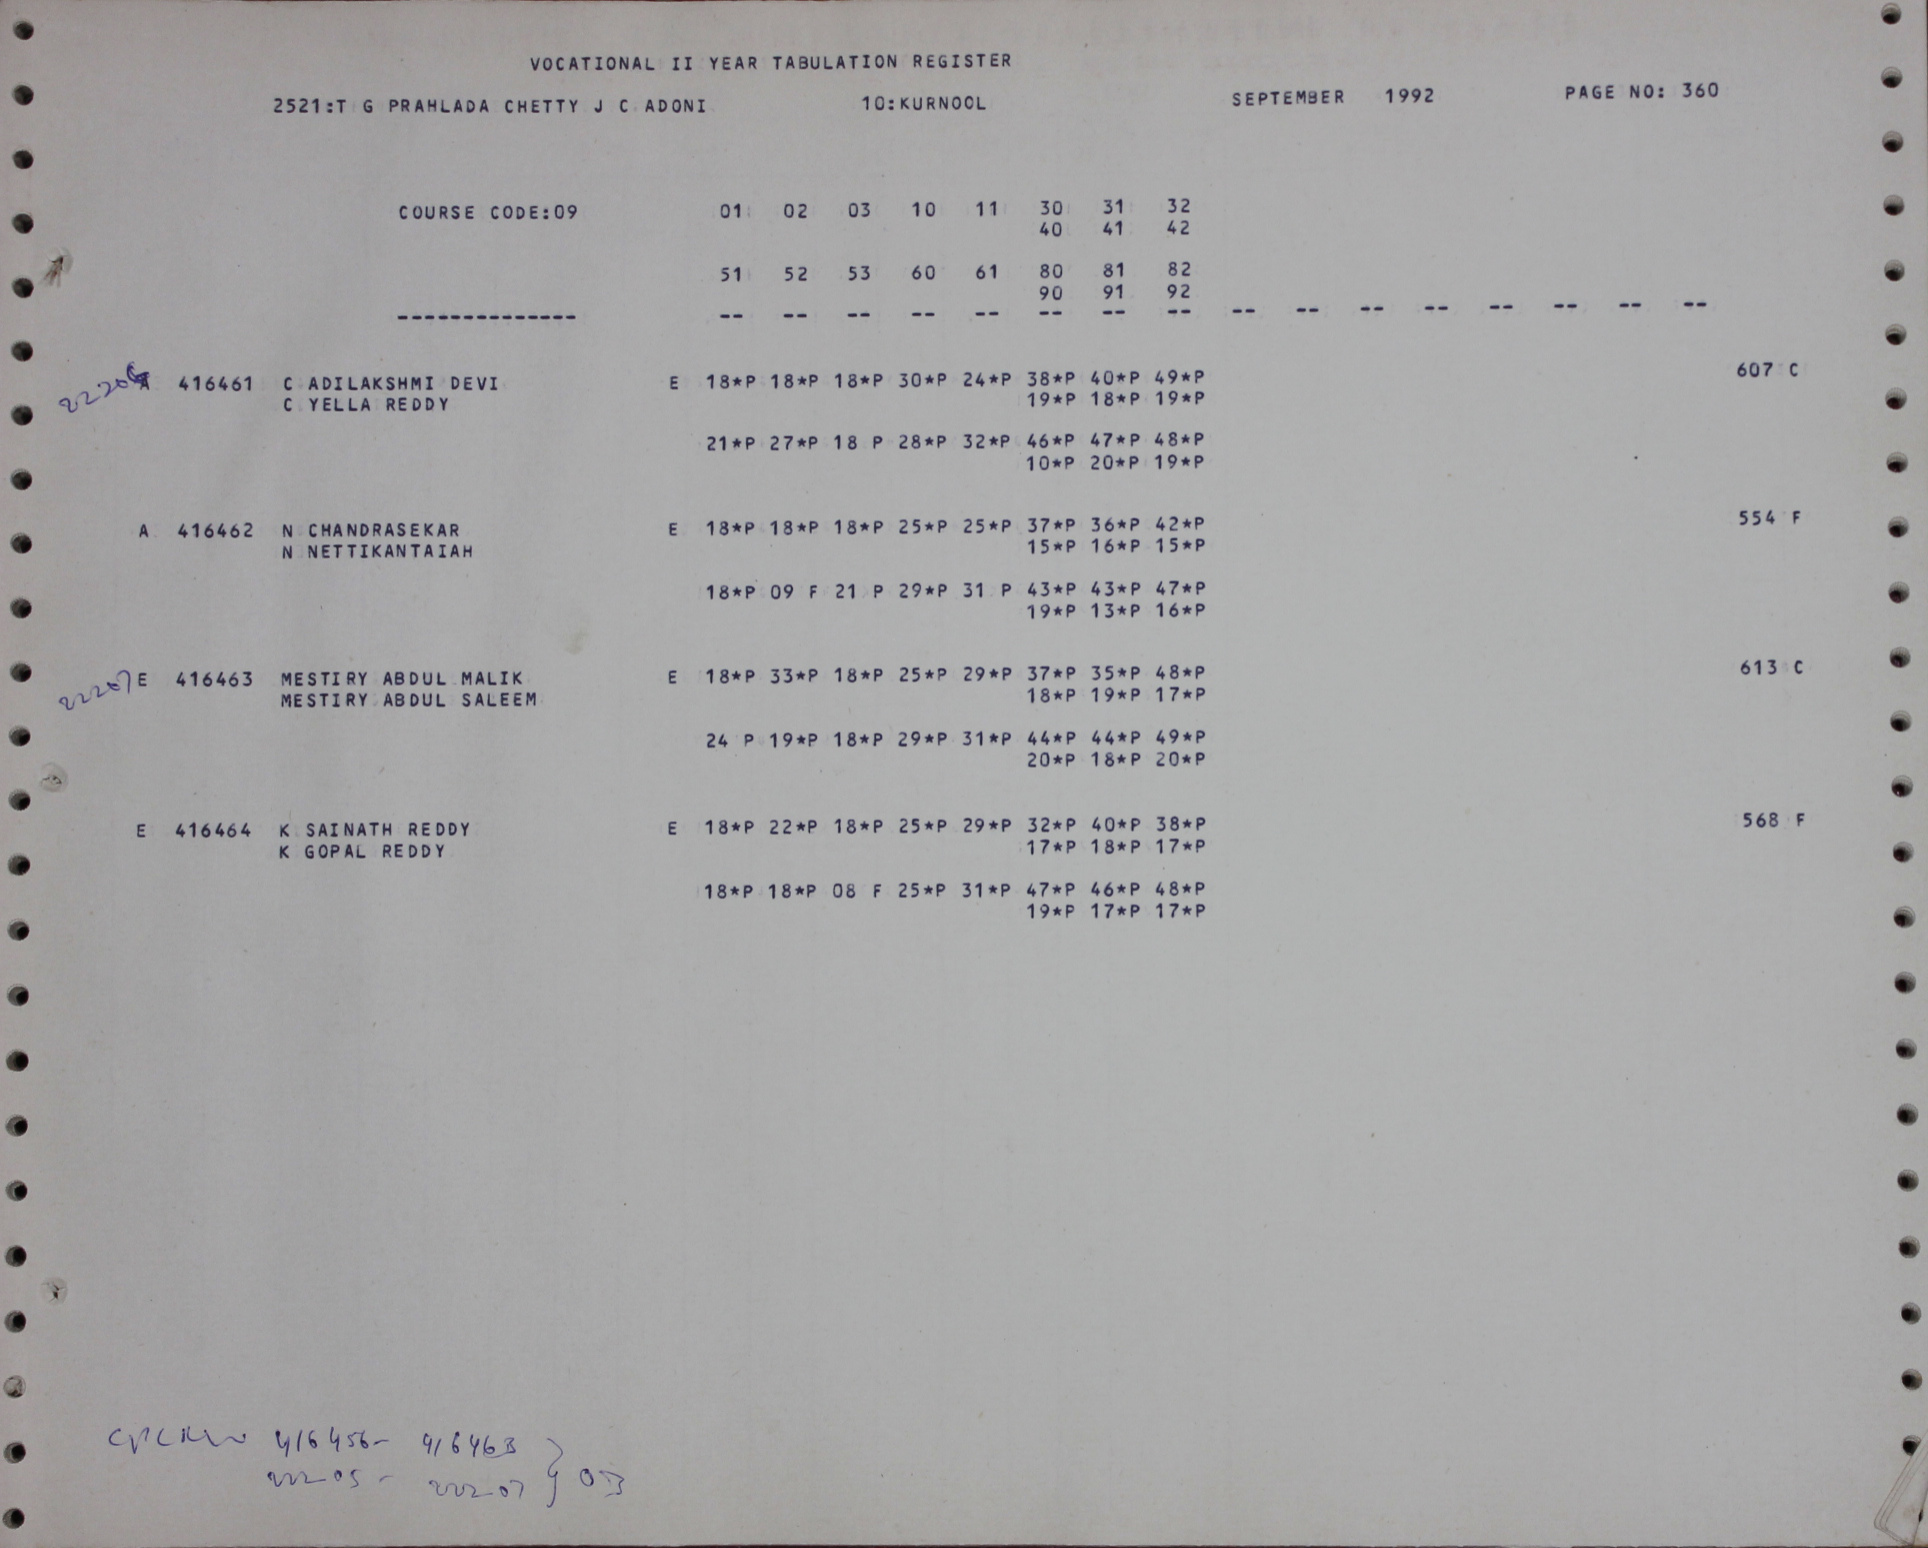 VOCATIONAL II YEAR TABULATION REGISTER
2521:T G PRAHLADA CHETTY J C ADONI 10:KURNOOL SEPTEMBER 1992 PAGE NO: 360
COURSE CODE:09 01 02 03 10 11 30 31 32
40 41 42
51 52 53 60 61 80 81 82
90 91 92
-------------- -- -- -- -- -- -- -- -- -- -- -- -- -- -- -- --
22206 A 416461 C ADILAKSHMI DEVI E 18*P 18*P 18*P 30*P 24*P 38*P 40*P 49*P 607 C
C YELLA REDDY 19*P 18*P 19*P
21*P 27*P 18 P 28*P 32*P 46*P 47*P 48*P
10*P 20*P 19*P
A 416462 N CHANDRASEKAR E 18*P 18*P 18*P 25*P 25*P 37*P 36*P 42*P 554 F
N NETTIKANTAIAH 15*P 16*P 15*P
18*P 09 F 21 P 29*P 31 P 43*P 43*P 47*P
19*P 13*P 16*P
22207 E 416463 MESTIRY ABDUL MALIK E 18*P 33*P 18*P 25*P 29*P 37*P 35*P 48*P 613 C
MESTIRY ABDUL SALEEM 18*P 19*P 17*P
24 P 19*P 18*P 29*P 31*P 44*P 44*P 49*P
20*P 18*P 20*P
E 416464 K SAINATH REDDY E 18*P 22*P 18*P 25*P 29*P 32*P 40*P 38*P 568 F
K GOPAL REDDY 17*P 18*P 17*P
18*P 18*P 08 F 25*P 31*P 47*P 46*P 48*P
19*P 17*P 17*P
416456- 416463
22205 - 22207 } 03